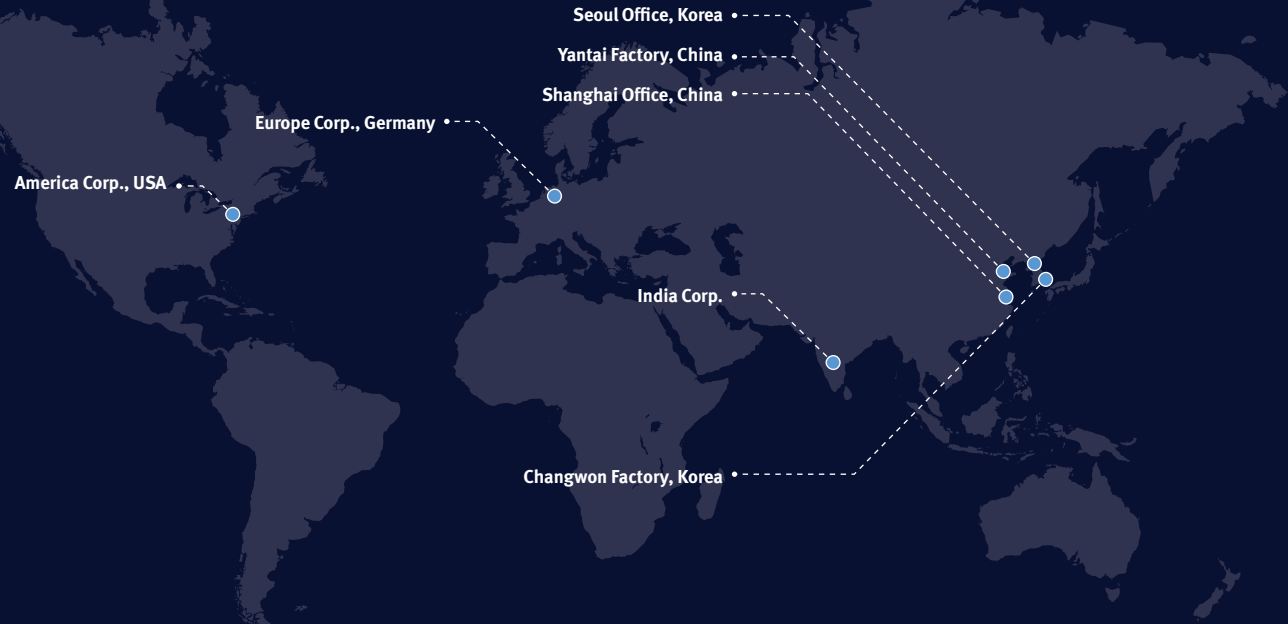 Seoul Office, Korea
Yantai Factory, China
Shanghai Office, China
Europe Corp., Germany
America Corp., USA
India Corp.
Changwon Factory, Korea